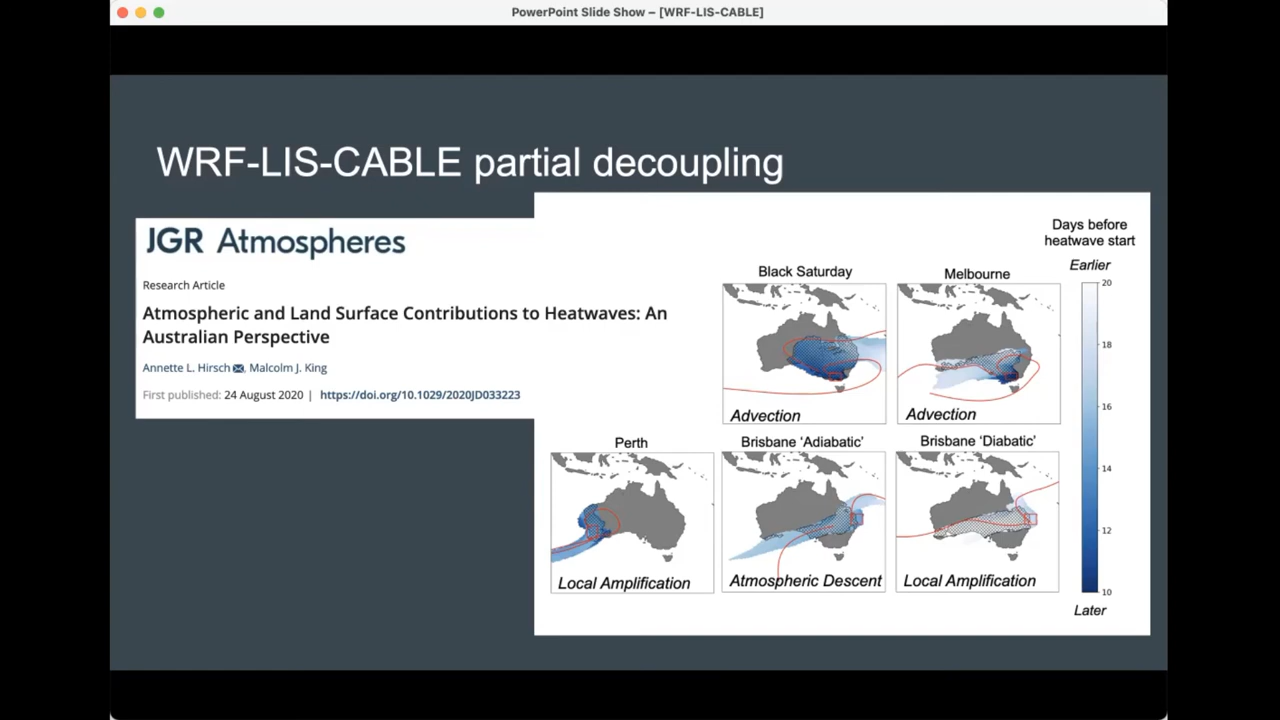 PowerPoint Slide Show – [WRF-LIS-CABLE]
WRF-LIS-CABLE partial decoupling
JGR Atmospheres
Research Article
Atmospheric and Land Surface Contributions to Heatwaves: An
Australian Perspective
Annette L. Hirsch, Malcolm J. King
First published: 24 August 2020 | https://doi.org/10.1029/2020JD033223
Days before
heatwave start
Earlier
20
18
16
14
12
10
Later
Black Saturday
Advection
Melbourne
Advection
Perth
Local Amplification
Brisbane ‘Adiabatic’
Atmospheric Descent
Brisbane ‘Diabatic’
Local Amplification